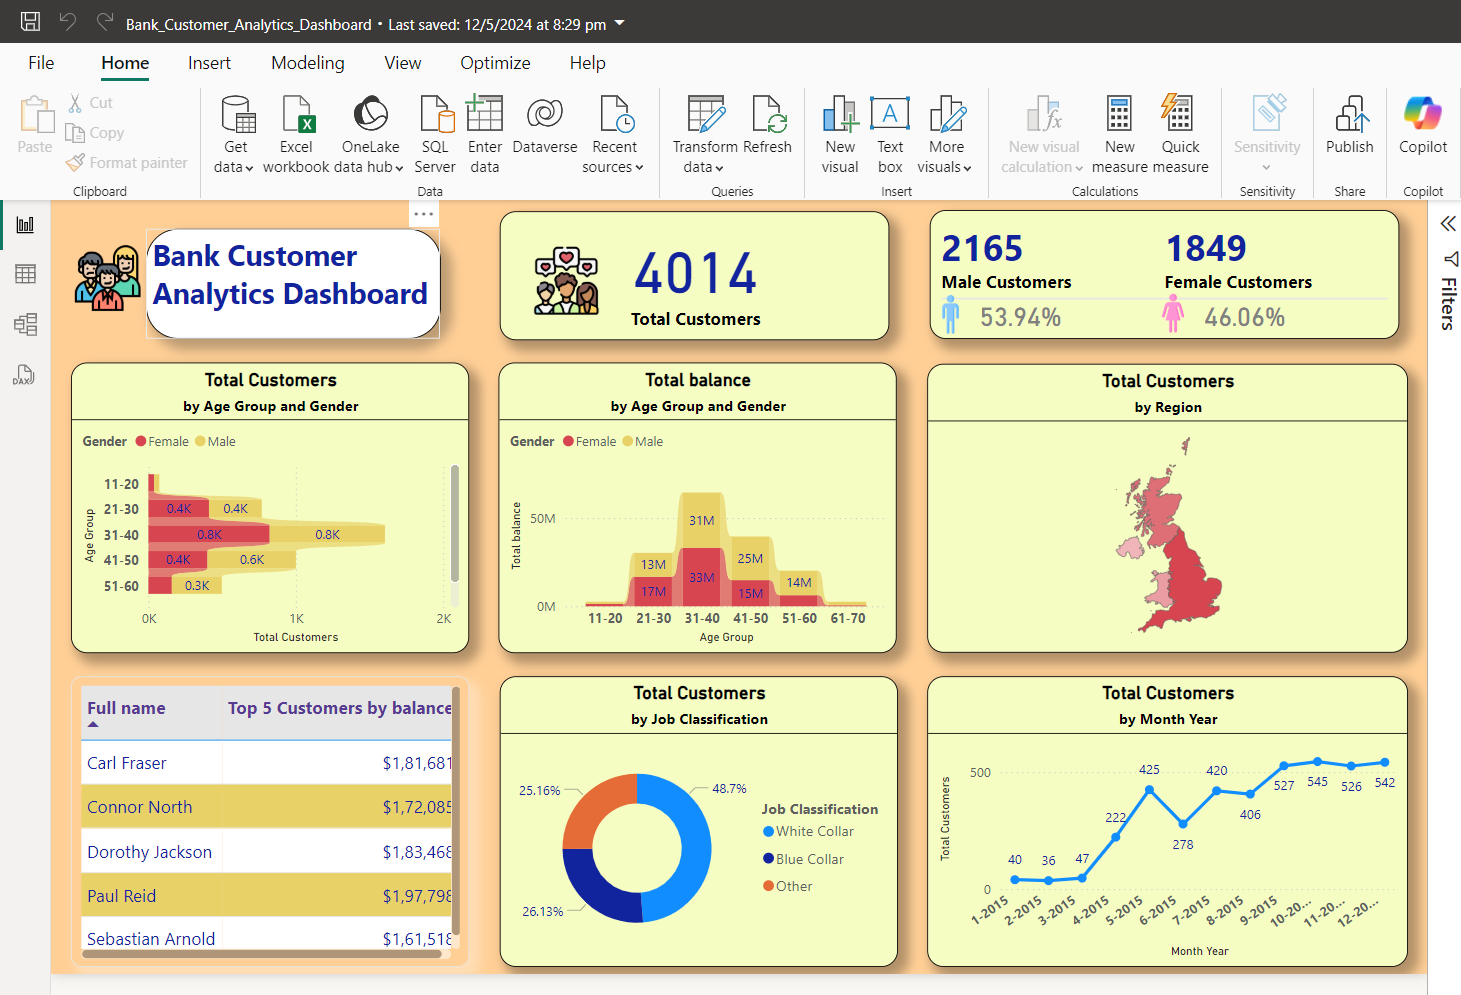 Bank_Customer_Analytics_Dashboard • Last saved: 12/5/2024 at 8:29 pm
File Home Insert Modeling View Optimize Help
Paste
Cut
Copy
Format painter
Clipboard
Get data
Excel workbook
OneLake data hub
SQL Server
Enter data
Dataverse
Recent sources
Data
Transform data
Refresh
Queries
New visual
Text box
More visuals
Insert
New visual calculation
New measure
Quick measure
Calculations
Sensitivity
Sensitivity
Publish
Share
Copilot
Copilot
DAX
Filters
Bank Customer
Analytics Dashboard
4014
Total Customers
2165
Male Customers
53.94%
1849
Female Customers
46.06%
Total Customers
by Age Group and Gender
Gender Female Male
Age Group
11-20
21-30 0.4K 0.4K
31-40 0.8K 0.8K
41-50 0.4K 0.6K
51-60 0.3K
0K 1K 2K
Total Customers
Total balance
by Age Group and Gender
Gender Female Male
Total balance
50M
0M
31M
13M 25M
33M 14M
17M 15M
11-20 21-30 31-40 41-50 51-60 61-70
Age Group
Total Customers
by Region
Full name Top 5 Customers by balance
Carl Fraser $1,81,681
Connor North $1,72,085
Dorothy Jackson $1,83,468
Paul Reid $1,97,798
Sebastian Arnold $1,61,518
Total Customers
by Job Classification
25.16%
48.7%
26.13%
Job Classification
White Collar
Blue Collar
Other
Total Customers
by Month Year
Total Customers
500
0
40 36 47 222 425 278 420 406 527 545 526 542
1-2015 2-2015 3-2015 4-2015 5-2015 6-2015 7-2015 8-2015 9-2015 10-20... 11-20... 12-20...
Month Year